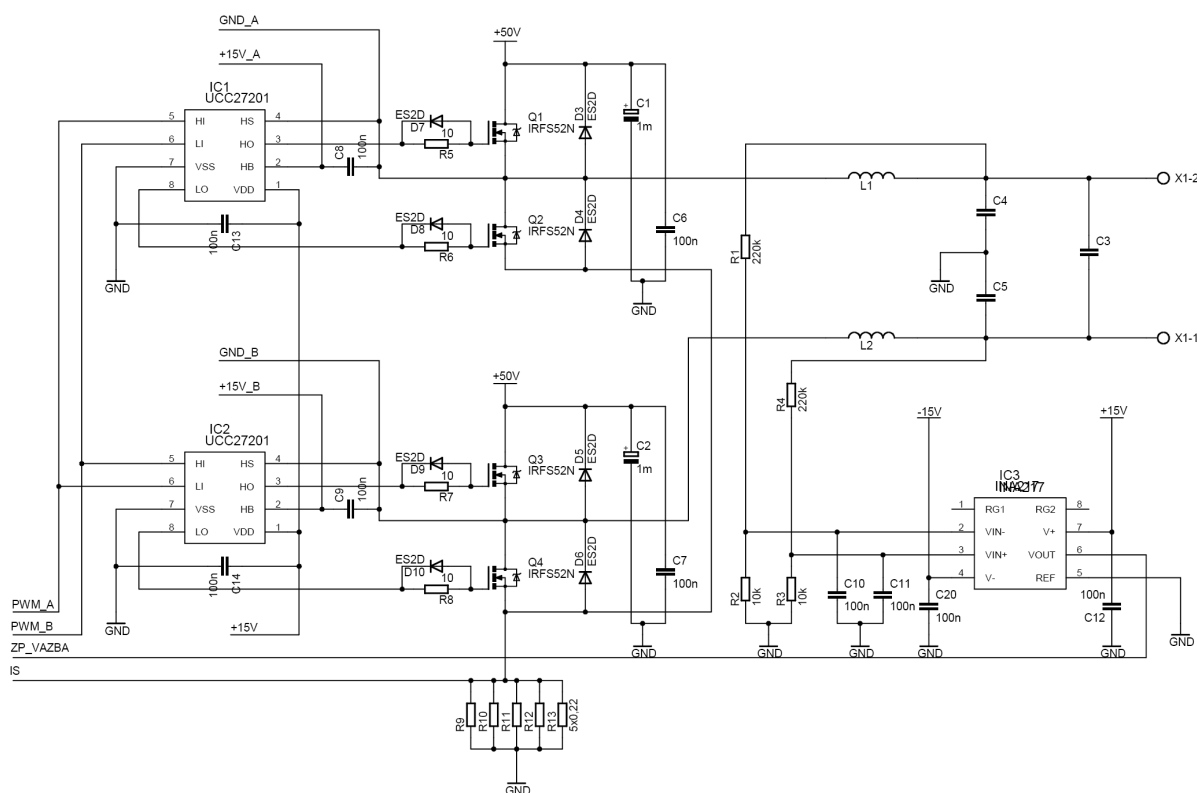 GND_A
+15V_A
IC1
UCC27201
5 HI HS 4
6 LI HO 3
7 VSS HB 2
8 LO VDD 1
100n
C13
GND
C8
100n
ES2D
D7
10
R5
ES2D
D8
10
R6
+50V
Q1
IRFS52N
Q2
IRFS52N
D3
ES2D
D4
ES2D
C1
1m
C6
100n
GND
L1
X1-2
R1
220k
C4
C3
GND
C5
L2
X1-1
R4
220k
GND_B
+15V_B
IC2
UCC27201
5 HI HS 4
6 LI HO 3
7 VSS HB 2
8 LO VDD 1
100n
C14
GND
+15V
C9
100n
ES2D
D9
10
R7
ES2D
D10
10
R8
+50V
Q3
IRFS52N
Q4
IRFS52N
D5
ES2D
D6
ES2D
C2
1m
C7
100n
GND
-15V
+15V
IC3
INA217
1 RG1 RG2 8
2 VIN- V+ 7
3 VIN+ VOUT 6
4 V- REF 5
R2
10k
R3
10k
GND
C10
100n
C11
100n
GND
C20
100n
GND
100n
C12
GND
GND
PWM_A
PWM_B
ZP_VAZBA
IS
R9
R10
R11
R12
R13
5x0,22
GND